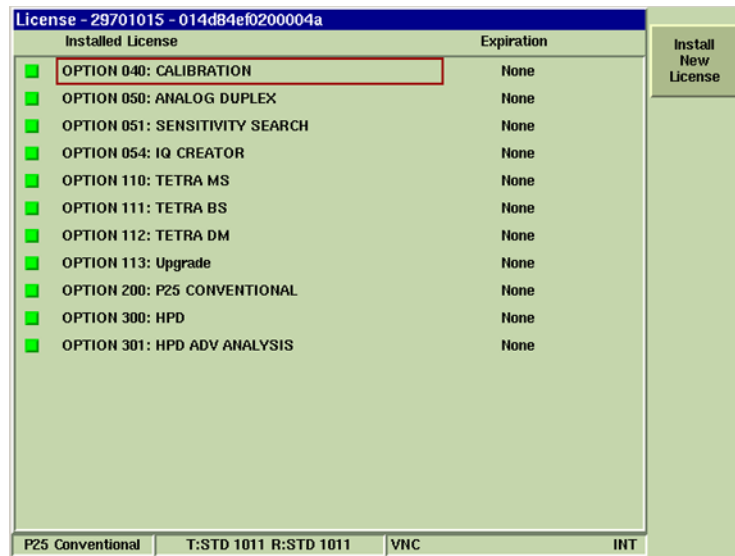 License - 29701015 - 014d84ef0200004a
Installed License Expiration
Install
New
License
OPTION 040: CALIBRATION None
OPTION 050: ANALOG DUPLEX None
OPTION 051: SENSITIVITY SEARCH None
OPTION 054: IQ CREATOR None
OPTION 110: TETRA MS None
OPTION 111: TETRA BS None
OPTION 112: TETRA DM None
OPTION 113: Upgrade None
OPTION 200: P25 CONVENTIONAL None
OPTION 300: HPD None
OPTION 301: HPD ADV ANALYSIS None
P25 Conventional T:STD 1011 R:STD 1011 VNC INT